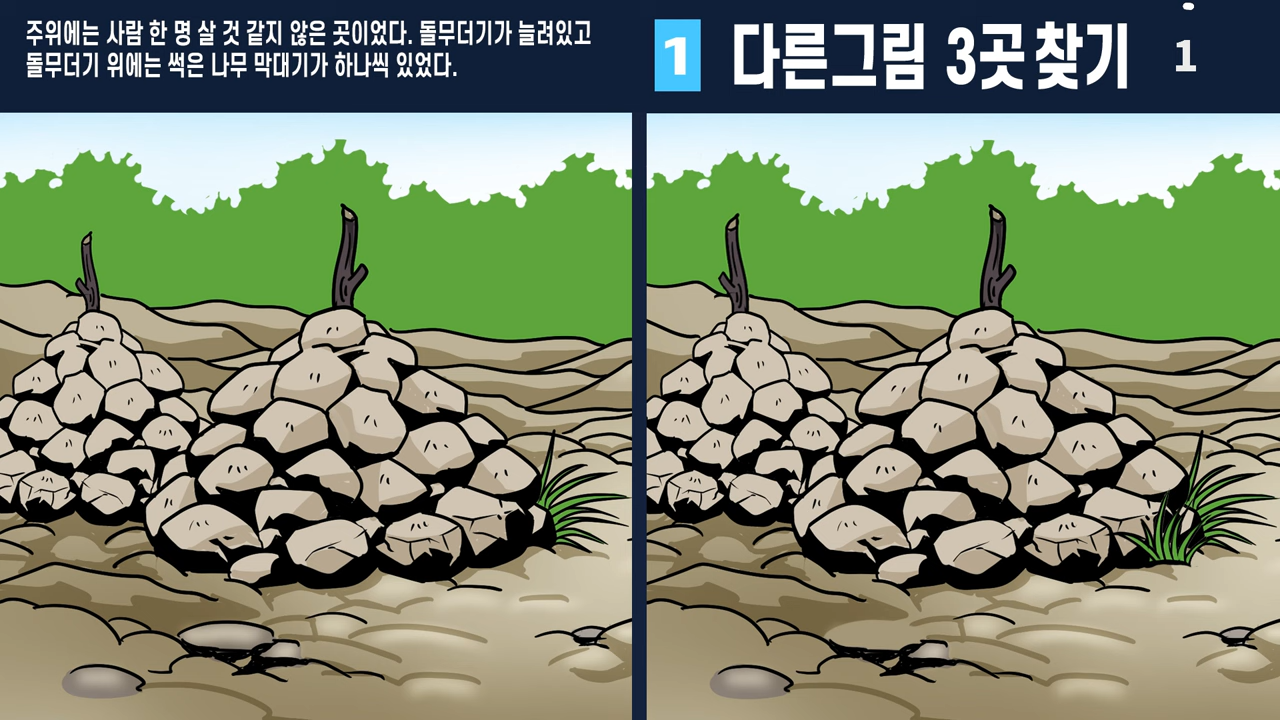 주위에는 사람 한 명 살 것 같지 않은 곳이었다. 돌무더기가 늘려있고
돌무더기 위에는 썩은 나무 막대기가 하나씩 있었다.
1 다른그림 3곳 찾기 1